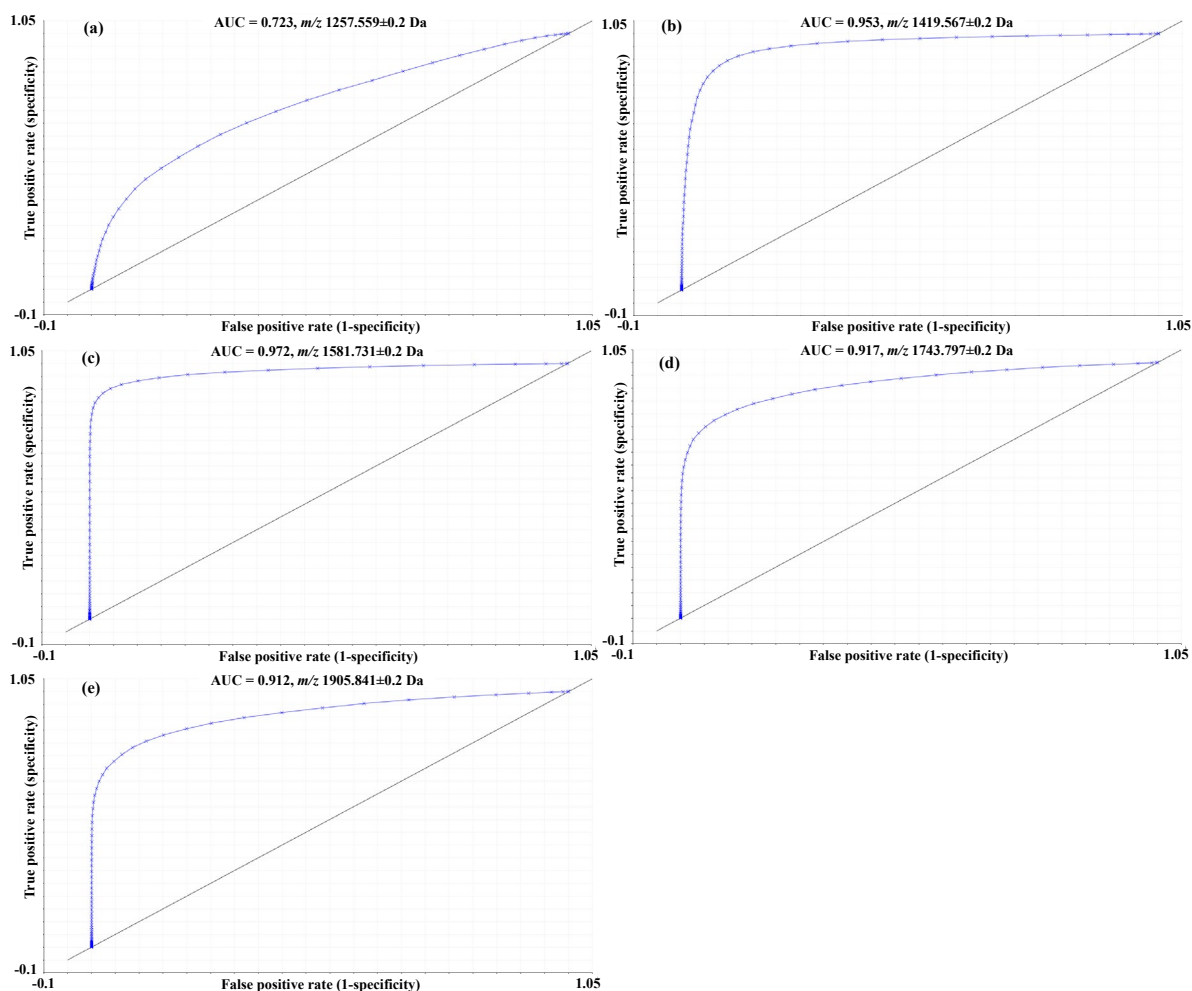 1.05
(a)
AUC = 0.723, m/z 1257.559±0.2 Da
True positive rate (specificity)
-0.1
-0.1
False positive rate (1-specificity)
1.05
1.05
(b)
AUC = 0.953, m/z 1419.567±0.2 Da
True positive rate (specificity)
-0.1
-0.1
False positive rate (1-specificity)
1.05
1.05
(c)
AUC = 0.972, m/z 1581.731±0.2 Da
True positive rate (specificity)
-0.1
-0.1
False positive rate (1-specificity)
1.05
1.05
(d)
AUC = 0.917, m/z 1743.797±0.2 Da
True positive rate (specificity)
-0.1
-0.1
False positive rate (1-specificity)
1.05
1.05
(e)
AUC = 0.912, m/z 1905.841±0.2 Da
True positive rate (specificity)
-0.1
-0.1
False positive rate (1-specificity)
1.05